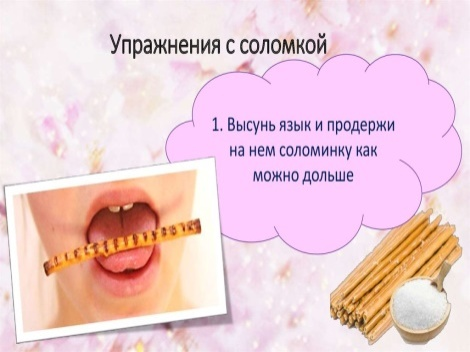 Упражнения с соломкой
1. Высунь язык и продержи
на нем соломинку как
можно дольше